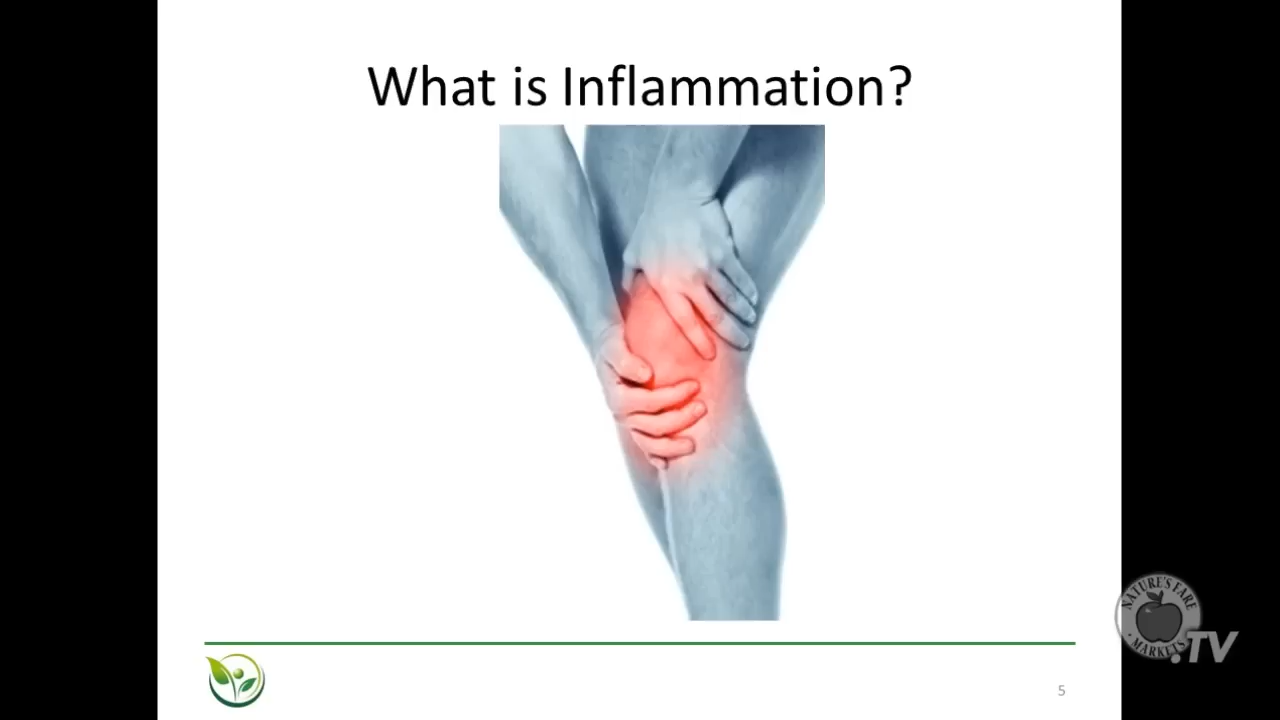 What is Inflammation?
NATURE'S FARE
• MARKETS •
.TV
5